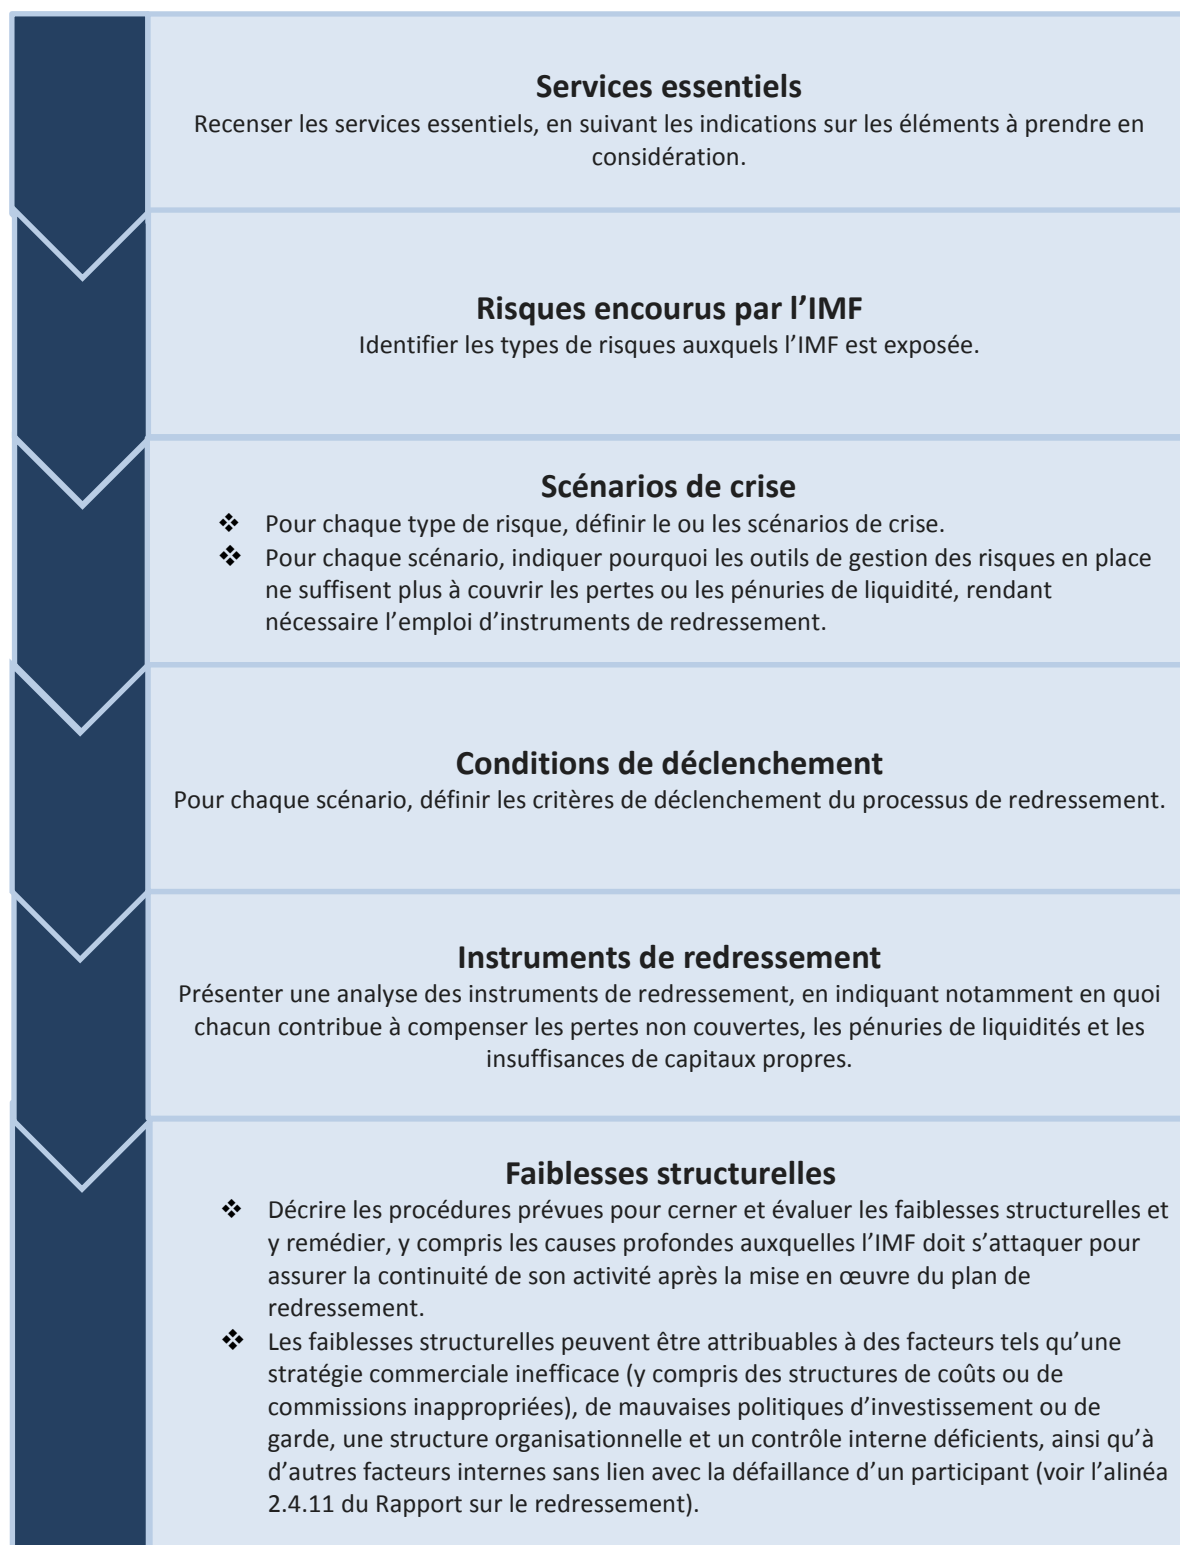 Services essentiels
Recenser les services essentiels, en suivant les indications sur les éléments à prendre en
considération.
Risques encourus par l’IMF
Identifier les types de risques auxquels l’IMF est exposée.
Scénarios de crise
❖ Pour chaque type de risque, définir le ou les scénarios de crise.
❖ Pour chaque scénario, indiquer pourquoi les outils de gestion des risques en place
ne suffisent plus à couvrir les pertes ou les pénuries de liquidité, rendant
nécessaire l’emploi d’instruments de redressement.
Conditions de déclenchement
Pour chaque scénario, définir les critères de déclenchement du processus de redressement.
Instruments de redressement
Présenter une analyse des instruments de redressement, en indiquant notamment en quoi
chacun contribue à compenser les pertes non couvertes, les pénuries de liquidités et les
insuffisances de capitaux propres.
Faiblesses structurelles
❖ Décrire les procédures prévues pour cerner et évaluer les faiblesses structurelles et
y remédier, y compris les causes profondes auxquelles l’IMF doit s’attaquer pour
assurer la continuité de son activité après la mise en œuvre du plan de
redressement.
❖ Les faiblesses structurelles peuvent être attribuables à des facteurs tels qu’une
stratégie commerciale inefficace (y compris des structures de coûts ou de
commissions inappropriées), de mauvaises politiques d’investissement ou de
garde, une structure organisationnelle et un contrôle interne déficients, ainsi qu’à
d’autres facteurs internes sans lien avec la défaillance d’un participant (voir l’alinéa
2.4.11 du Rapport sur le redressement).